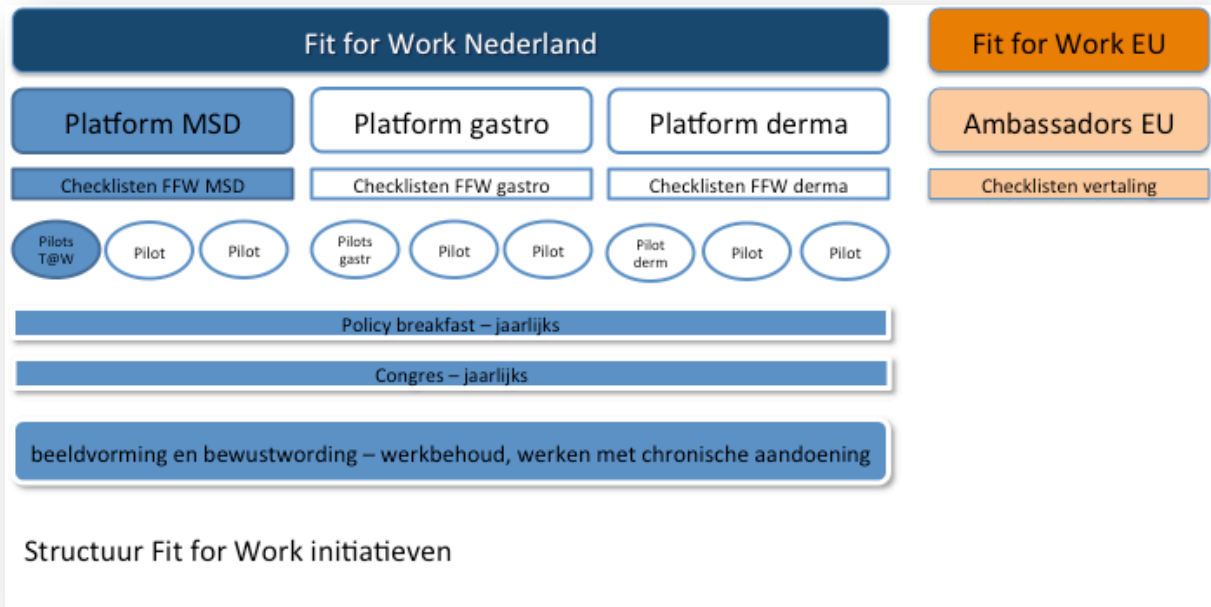 Fit for Work Nederland
Fit for Work EU
Platform MSD
Platform gastro
Platform derma
Ambassadors EU
Checklisten FFW MSD
Checklisten FFW gastro
Checklisten FFW derma
Checklisten vertaling
Pilots
T@W
Pilot
Pilot
Pilots
gastr
Pilot
Pilot
Pilot
derm
Pilot
Pilot
Policy breakfast – jaarlijks
Congres – jaarlijks
beeldvorming en bewustwording – werkbehoud, werken met chronische aandoening
Structuur Fit for Work initiatieven